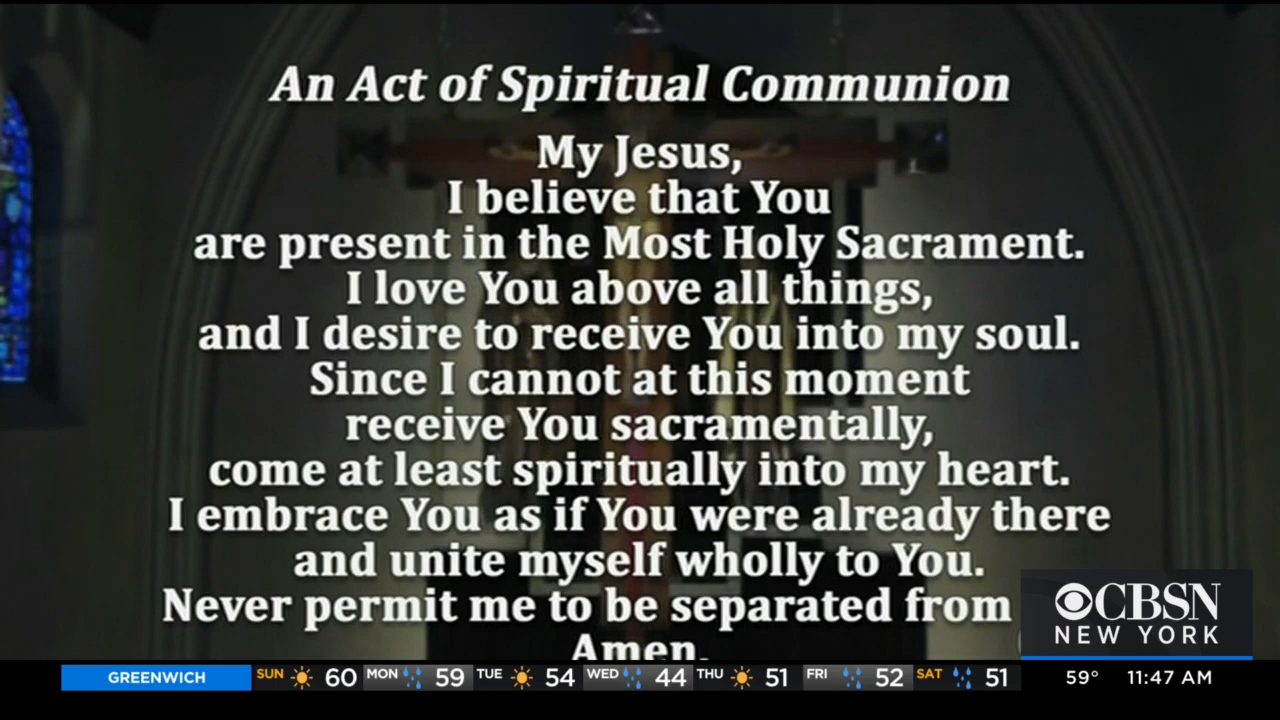 An Act of Spiritual Communion
My Jesus,
I believe that You
are present in the Most Holy Sacrament.
I love You above all things,
and I desire to receive You into my soul.
Since I cannot at this moment
receive You sacramentally,
come at least spiritually into my heart.
I embrace You as if You were already there
and unite myself wholly to You.
Never permit me to be separated from
Amen.
CBSN
NEW YORK
GREENWICH SUN 60 MON 59 TUE 54 WED 44 THU 51 FRI 52 SAT 51 59° 11:47 AM